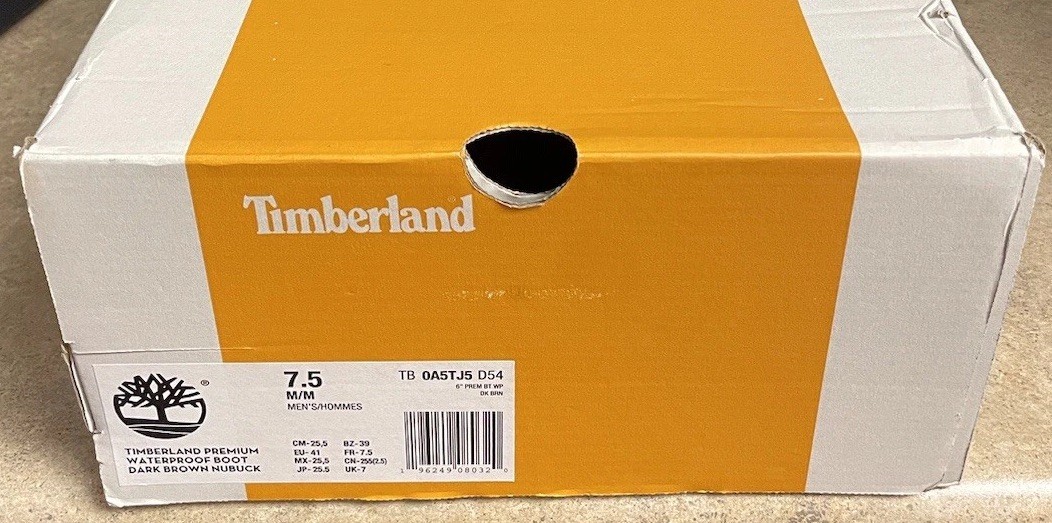 Timberland
®
TIMBERLAND PREMIUM
WATERPROOF BOOT
DARK BROWN NUBUCK
7.5
M/M
MEN'S/HOMMES
CM-25,5 BZ-39
EU-41 FR-7.5
MX-25,5 CN-255(2.5)
JP-25.5 UK-7
TB 0A5TJ5 D54
6" PREM BT WP
DK BRN
1 96249 08032 0